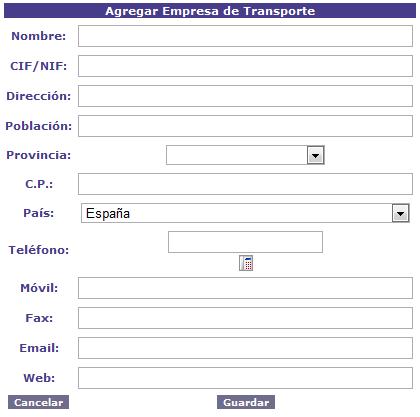 Agregar Empresa de Transporte
Nombre:
CIF/NIF:
Dirección:
Población:
Provincia:
C.P.:
País: España
Teléfono:
Móvil:
Fax:
Email:
Web:
Cancelar Guardar